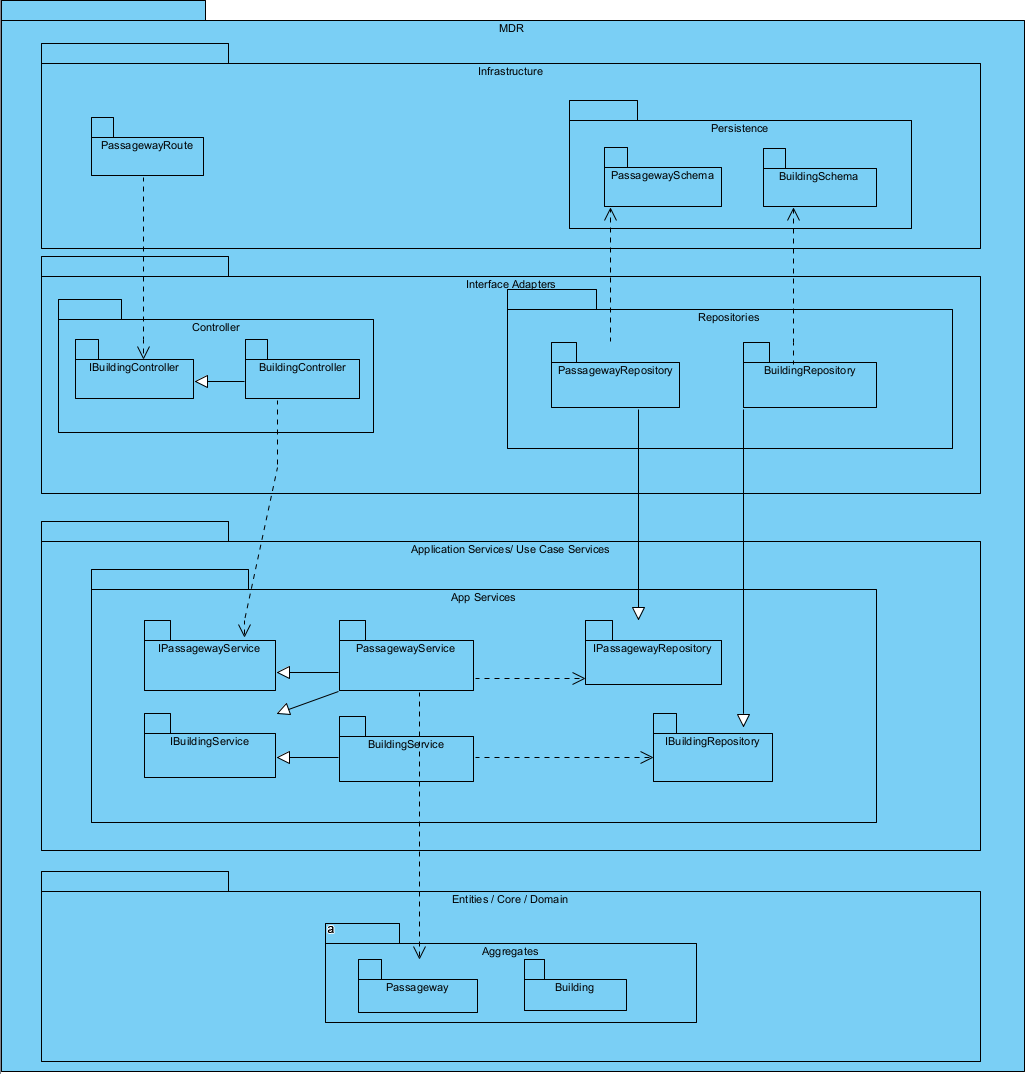 MDR
Infrastructure
PassagewayRoute
Persistence
PassagewaySchema
BuildingSchema
Interface Adapters
Controller
IBuildingController
BuildingController
Repositories
PassagewayRepository
BuildingRepository
Application Services/ Use Case Services
App Services
IPassagewayService
PassagewayService
IPassagewayRepository
IBuildingService
BuildingService
IBuildingRepository
Entities / Core / Domain
a
Aggregates
Passageway
Building